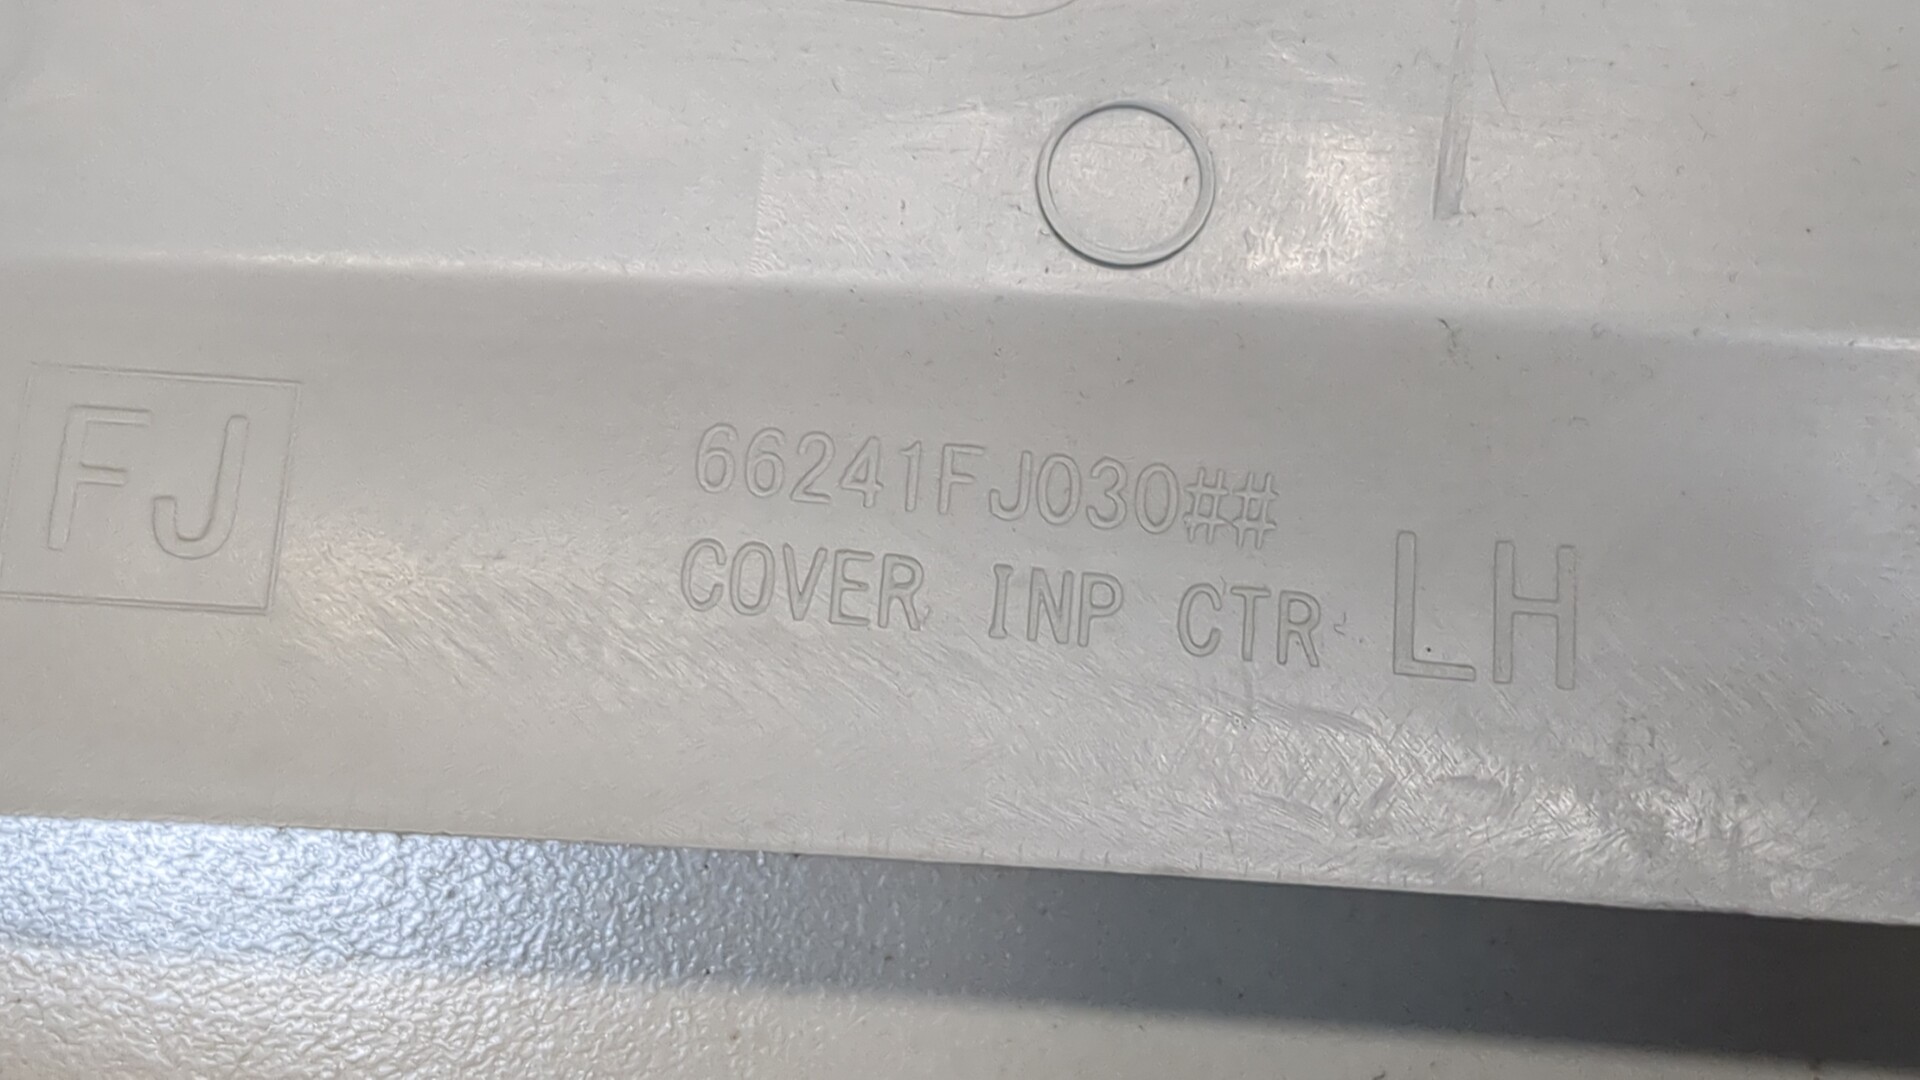 FJ
66241FJ030##
COVER INP CTR LH